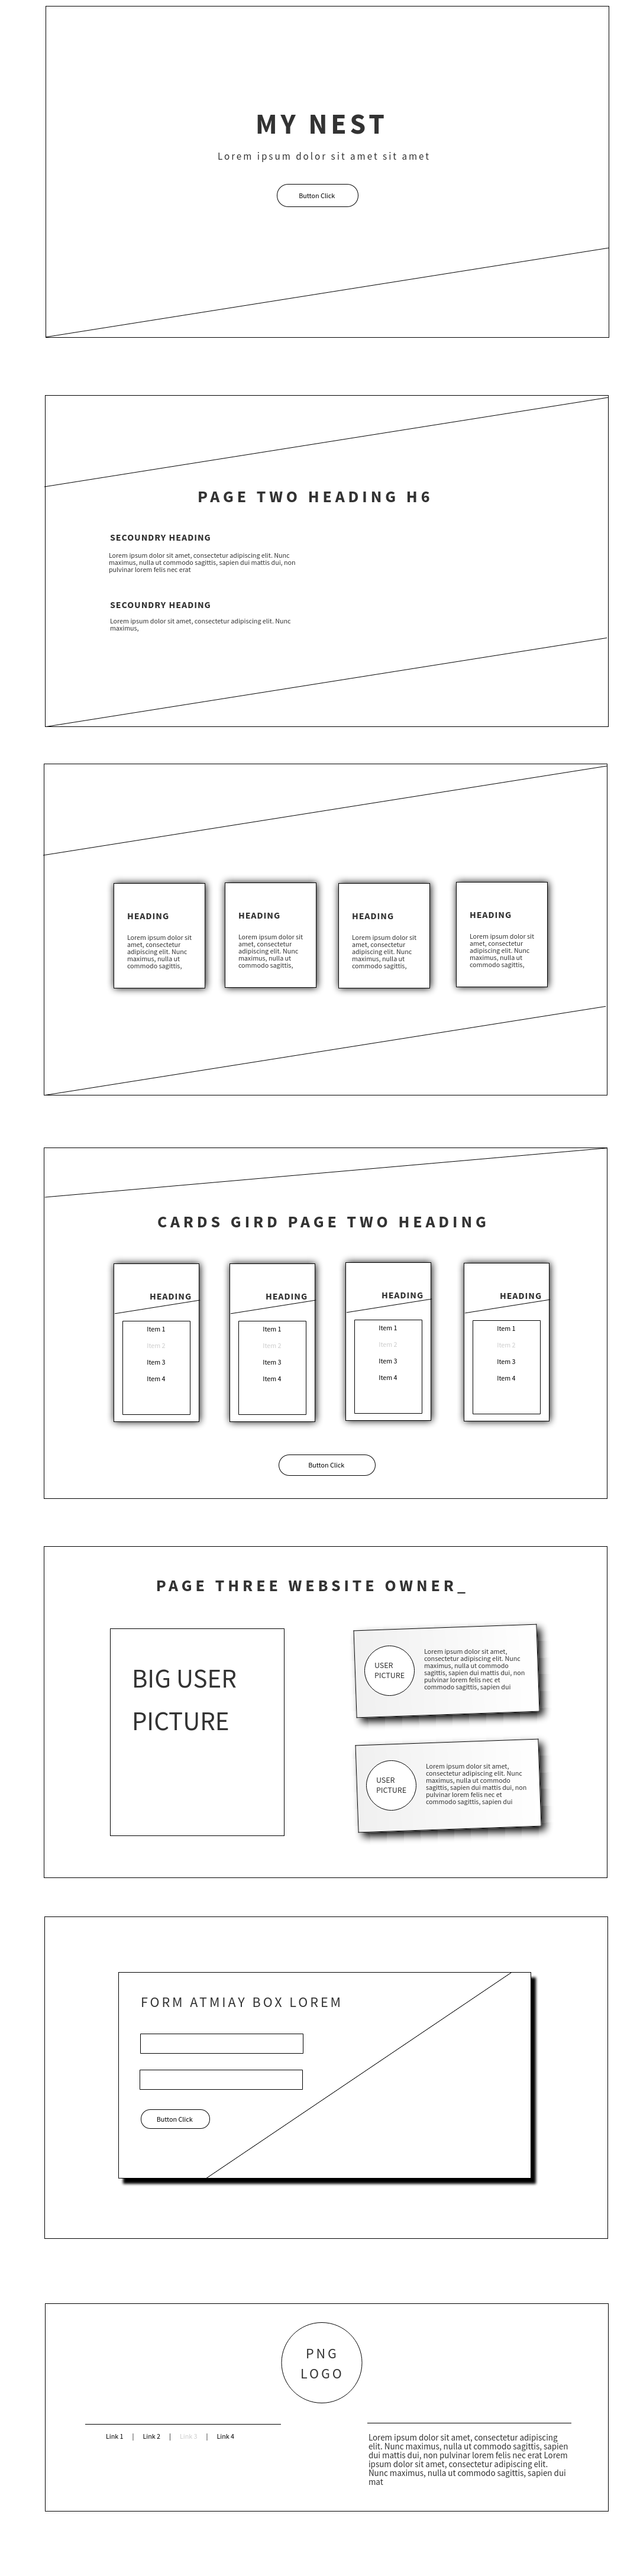 MY NEST
Lorem ipsum dolor sit amet sit amet
Button Click
PAGE TWO HEADING H6
SECOUNDRY HEADING
Lorem ipsum dolor sit amet, consectetur adipiscing elit. Nunc
maximus, nulla ut commodo sagittis, sapien dui mattis dui, non
pulvinar lorem felis nec erat
SECOUNDRY HEADING
Lorem ipsum dolor sit amet, consectetur adipiscing elit. Nunc
maximus,
HEADING
Lorem ipsum dolor sit
amet, consectetur
adipiscing elit. Nunc
maximus, nulla ut
commodo sagittis,
HEADING
Lorem ipsum dolor sit
amet, consectetur
adipiscing elit. Nunc
maximus, nulla ut
commodo sagittis,
HEADING
Lorem ipsum dolor sit
amet, consectetur
adipiscing elit. Nunc
maximus, nulla ut
commodo sagittis,
HEADING
Lorem ipsum dolor sit
amet, consectetur
adipiscing elit. Nunc
maximus, nulla ut
commodo sagittis,
CARDS GIRD PAGE TWO HEADING
HEADING
Item 1
Item 2
Item 3
Item 4
HEADING
Item 1
Item 2
Item 3
Item 4
HEADING
Item 1
Item 2
Item 3
Item 4
HEADING
Item 1
Item 2
Item 3
Item 4
Button Click
PAGE THREE WEBSITE OWNER_
BIG USER
PICTURE
USER
PICTURE
Lorem ipsum dolor sit amet,
consectetur adipiscing elit. Nunc
maximus, nulla ut commodo
sagittis, sapien dui mattis dui, non
pulvinar lorem felis nec et
commodo sagittis, sapien dui
USER
PICTURE
Lorem ipsum dolor sit amet,
consectetur adipiscing elit. Nunc
maximus, nulla ut commodo
sagittis, sapien dui mattis dui, non
pulvinar lorem felis nec et
commodo sagittis, sapien dui
FORM ATMIAY BOX LOREM
Button Click
PNG
LOGO
Link 1 | Link 2 | Link 3 | Link 4
Lorem ipsum dolor sit amet, consectetur adipiscing
elit. Nunc maximus, nulla ut commodo sagittis, sapien
dui mattis dui, non pulvinar lorem felis nec erat Lorem
ipsum dolor sit amet, consectetur adipiscing elit.
Nunc maximus, nulla ut commodo sagittis, sapien dui
mat